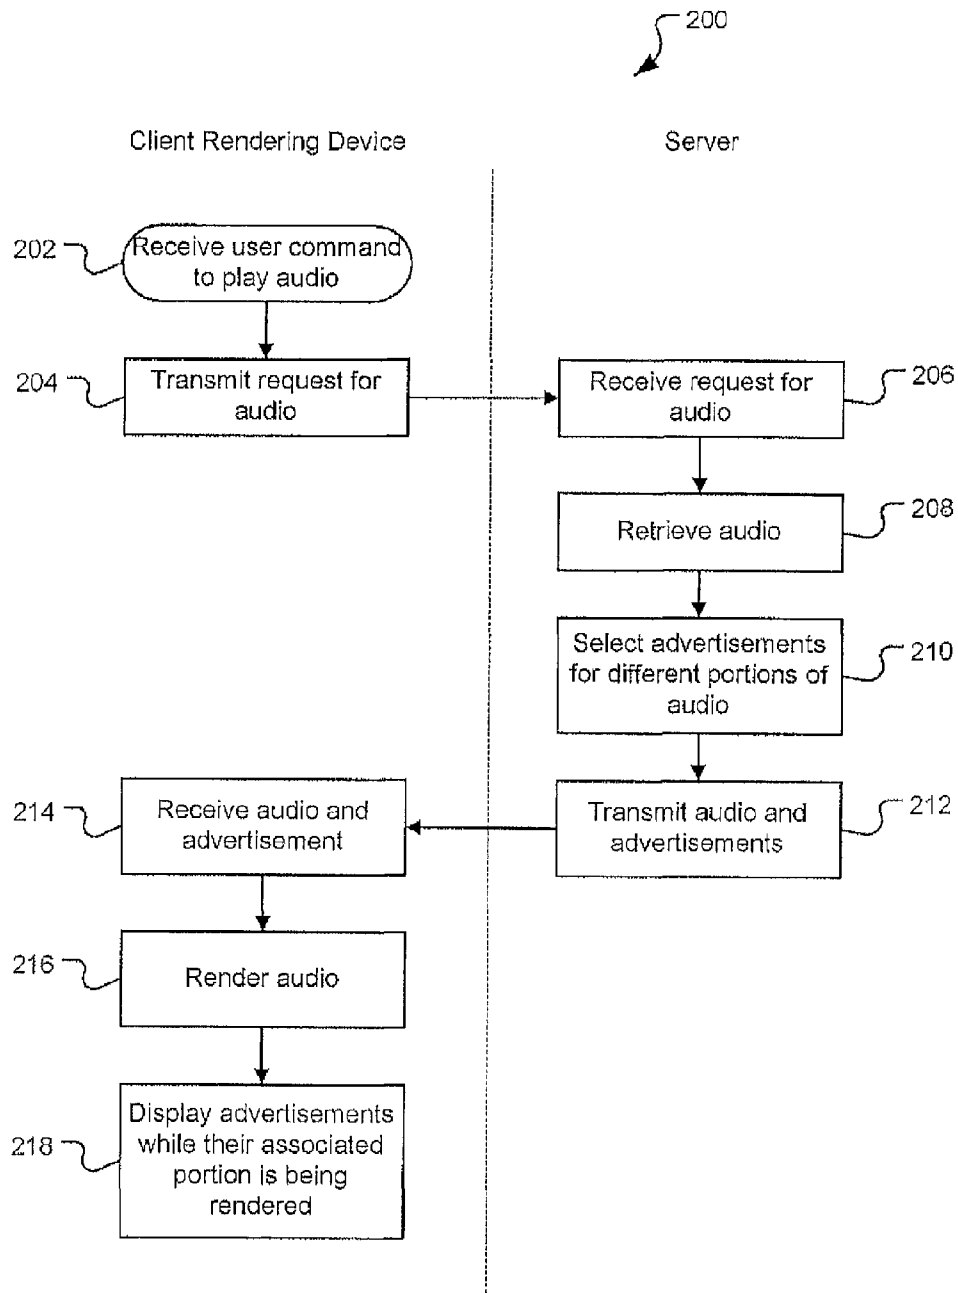 200
Client Rendering Device
Server
202
Receive user command
to play audio
204
Transmit request for
audio
Receive request for
audio
206
Retrieve audio
208
Select advertisements
for different portions of
audio
210
Transmit audio and
advertisements
212
214
Receive audio and
advertisement
216
Render audio
218
Display advertisements
while their associated
portion is being
rendered